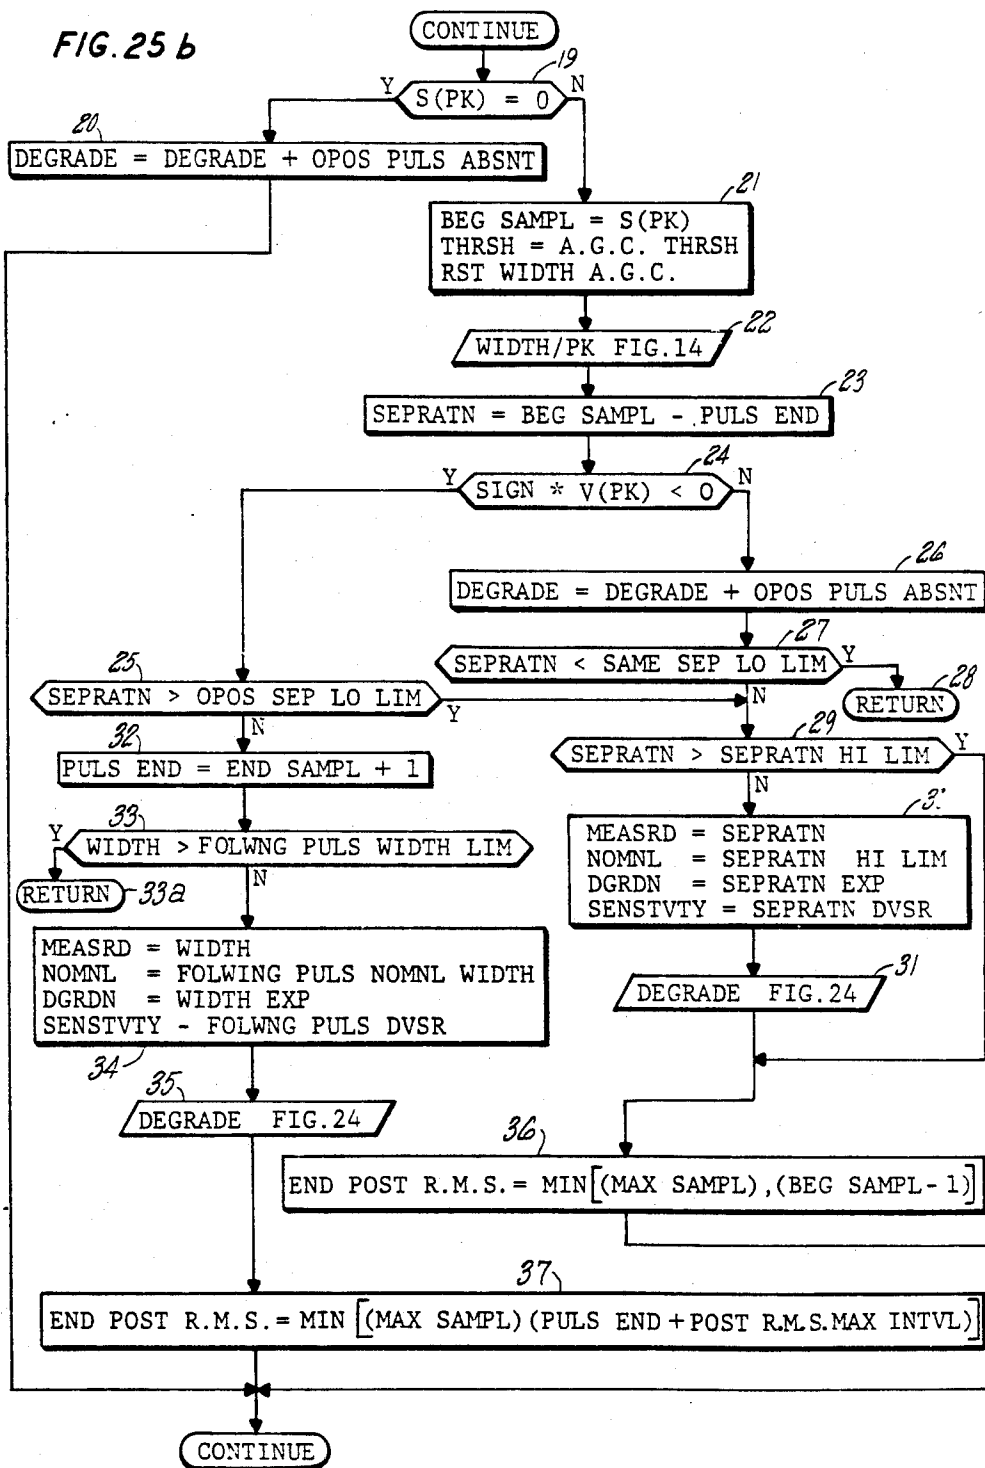 FIG. 25 b
CONTINUE
19
Y
S(PK) = 0
N
20
DEGRADE = DEGRADE + OPOS PULS ABSNT
21
BEG SAMPL = S(PK)
THRSH = A.G.C. THRSH
RST WIDTH A.G.C.
22
WIDTH/PK FIG.14
23
SEPRATN = BEG SAMPL - PULS END
24
Y
SIGN * V(PK) < 0
N
26
DEGRADE = DEGRADE + OPOS PULS ABSNT
27
SEPRATN < SAME SEP LO LIM
Y
N
28
RETURN
25
SEPRATN > OPOS SEP LO LIM
Y
N
29
SEPRATN > SEPRATN HI LIM
Y
N
32
PULS END = END SAMPL + 1
33
Y
WIDTH > FOLWNG PULS WIDTH LIM
N
RETURN
33a
3
MEASRD = SEPRATN
NOMNL = SEPRATN HI LIM
DGRDN = SEPRATN EXP
SENSTVTY = SEPRATN DVSR
31
DEGRADE FIG.24
MEASRD = WIDTH
NOMNL = FOLWING PULS NOMNL WIDTH
DGRDN = WIDTH EXP
SENSTVTY - FOLWNG PULS DVSR
34
35
DEGRADE FIG.24
36
END POST R.M.S.= MIN[(MAX SAMPL),(BEG SAMPL-1)]
37
END POST R.M.S.= MIN [(MAX SAMPL)(PULS END+POST R.M.S.MAX INTVL)]
CONTINUE